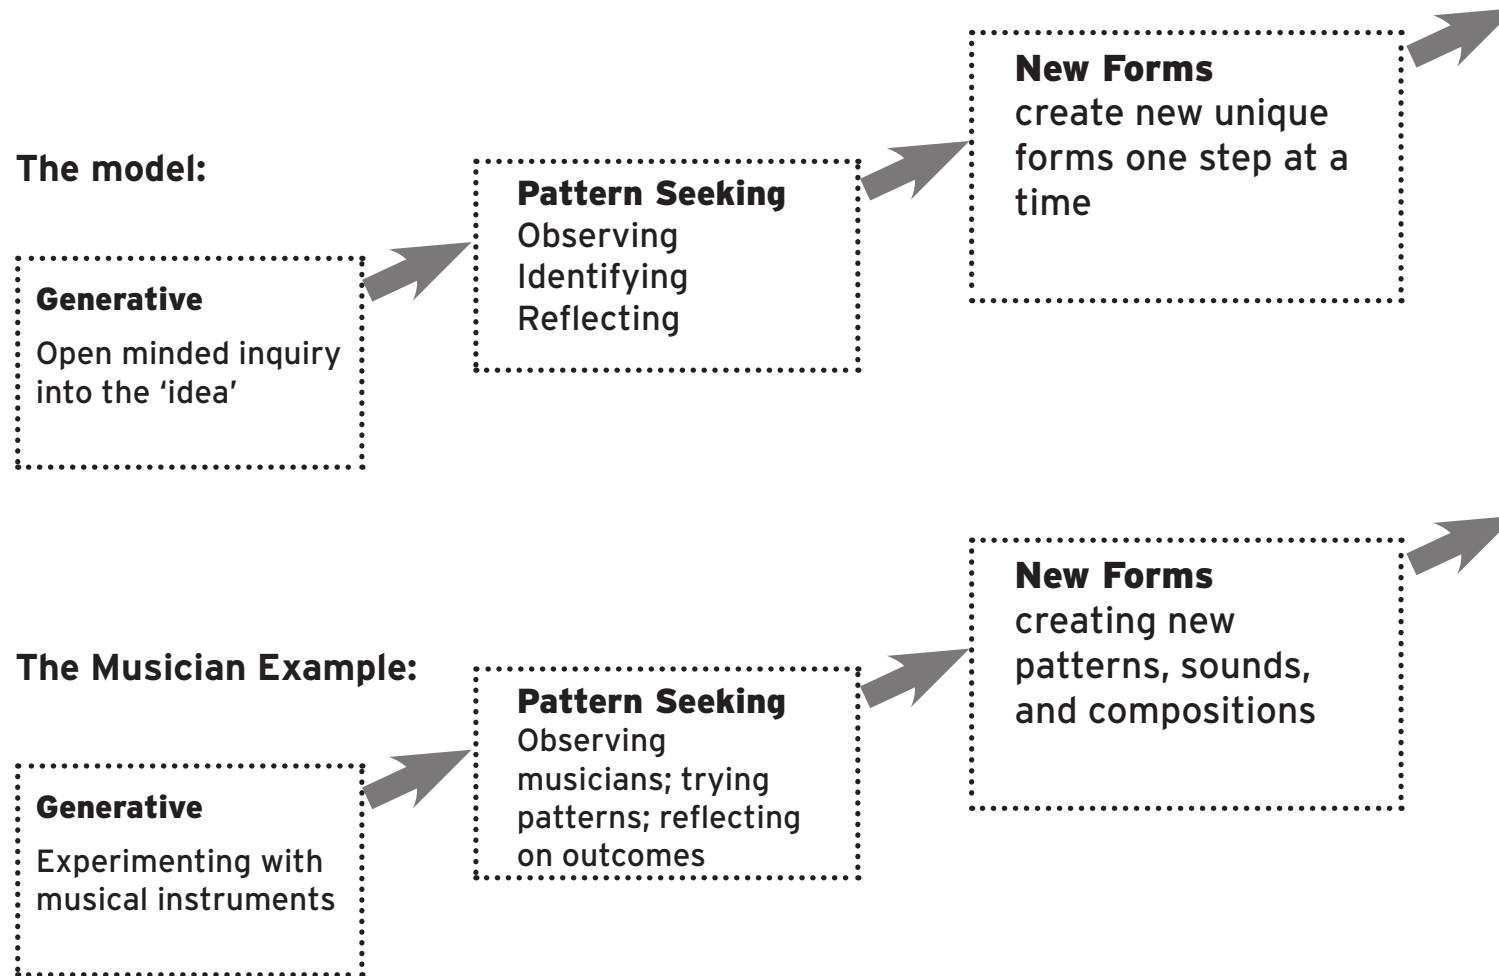 The model:
Generative
Open minded inquiry
into the ‘idea’
Pattern Seeking
Observing
Identifying
Reflecting
New Forms
create new unique
forms one step at a
time
The Musician Example:
Generative
Experimenting with
musical instruments
Pattern Seeking
Observing
musicians; trying
patterns; reflecting
on outcomes
New Forms
creating new
patterns, sounds,
and compositions